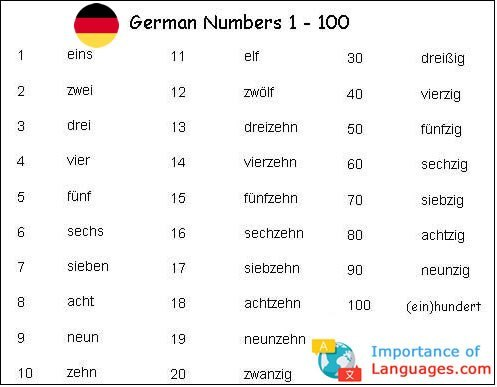 German Numbers 1 - 100
1 eins 11 elf 30 dreißig
2 zwei 12 zwölf 40 vierzig
3 drei 13 dreizehn 50 fünfzig
4 vier 14 vierzehn 60 sechzig
5 fünf 15 fünfzehn 70 siebzig
6 sechs 16 sechzehn 80 achtzig
7 sieben 17 siebzehn 90 neunzig
8 acht 18 achtzehn 100 (ein)hundert
9 neun 19 neunzehn
10 zehn 20 zwanzig
A 文
Importance of
Languages.com